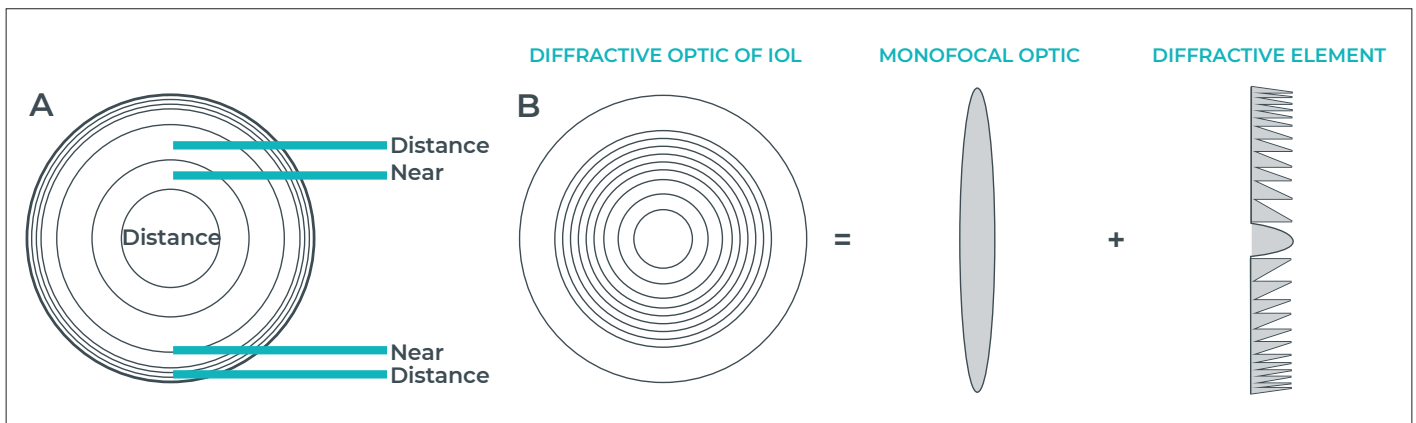 DIFFRACTIVE OPTIC OF IOL
MONOFOCAL OPTIC
DIFFRACTIVE ELEMENT
A
B
Distance
Near
Distance
=
+
Near
Distance